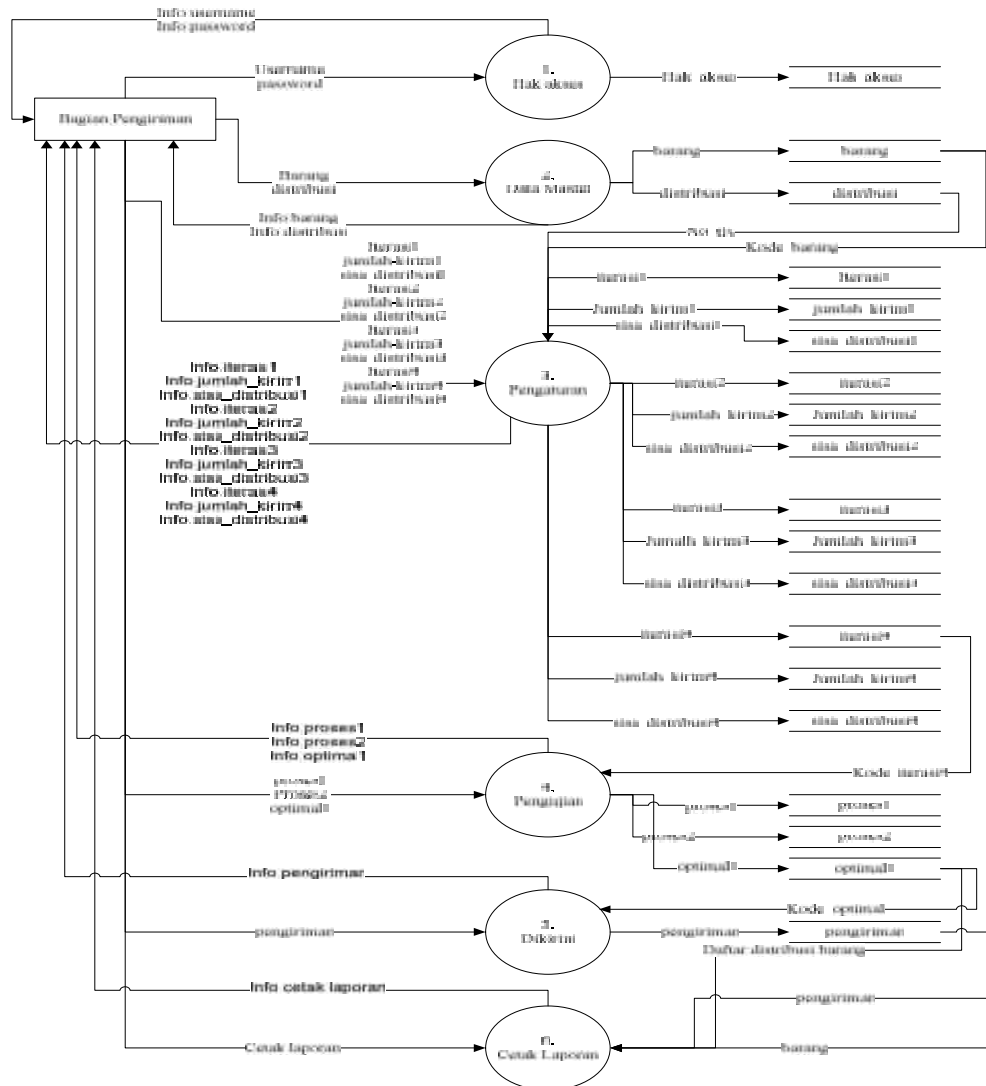 Info username
Info password
1.
Hak akses
Username
password
Hak akses
Hak akses
Bagian Pengiriman
Barang
distribusi
2.
Data Master
barang
barang
distribusi
distribusi
Info barang
Info distribusi
Kode barang
Iterasi1
jumlah-kirim1
sisa distribusi1
Iterasi2
jumlah-kirim2
sisa distribusi2
Iterasi3
jumlah-kirim3
sisa distribusi3
Iterasi4
jumlah-kirim4
sisa distribusi4
iterasi1
Iterasi1
Jumlah kirim1
jumlah kirim1
sisa distribusi1
sisa distribusi1
3.
Pengaturan
iterasi2
iterasi2
jumlah kirim2
Jumlah kirim2
sisa distribusi2
sisa distribusi2
Info.iterasi1
Info.jumlah_kirim1
Info.sisa_distribusi1
Info.iterasi2
Info.jumlah_kirim2
Info.sisa_distribusi2
Info.iterasi3
Info.jumlah_kirim3
Info.sisa_distribusi3
Info.iterasi4
Info.jumlah_kirim4
Info.sisa_distribusi4
iterasi3
iterasi3
Jumalh kirim3
Jumlah kirim3
sisa distribusi3
sisa distribusi3
iterasi4
iterasi4
jumlah kirim4
Jumlah kirim4
sisa distribusi4
sisa distribusi4
Info proses1
Info proses2
Info optimal1
Kode iterasi4
proses1
Proses2
optimal1
4.
Pengujian
proses1
proses1
proses2
proses2
optimal1
optimal1
Info pengiriman
Kode optimal
pengiriman
5.
Dikirim
pengiriman
pengiriman
Daftar distribusi barang
Info cetak laporan
pengiriman
Cetak laporan
6.
Cetak Laporan
barang